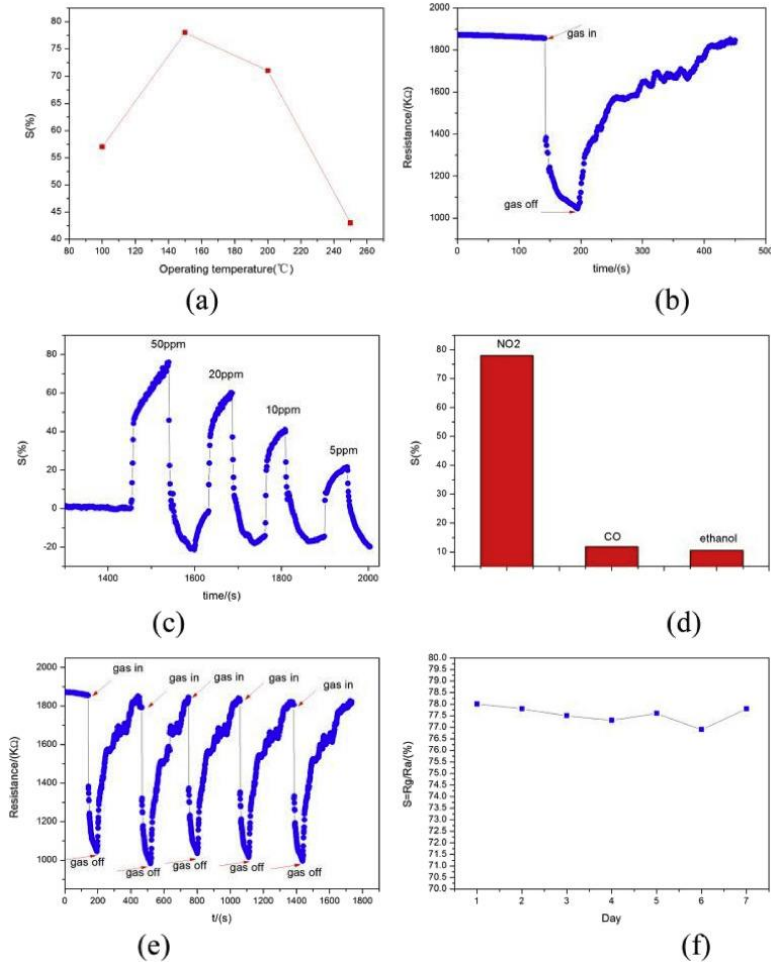 80
75
70
65
60
55
50
45
40
S(%)
80 100 120 140 160 180 200 220 240 260
Operating temperature(℃)
(a)
2000
1800
1600
1400
1200
1000
Resistance/(KΩ)
gas in
gas off
0 100 200 300 400 500
time/(s)
(b)
80
60
40
20
0
-20
S(%)
50ppm
20ppm
10ppm
5ppm
1400 1600 1800 2000
time/(s)
(c)
80
70
60
50
40
30
20
10
S(%)
NO2
CO
ethanol
(d)
2000
1800
1600
1400
1200
1000
Resistance/(KΩ)
gas in
gas in
gas in
gas in
gas in
gas off
gas off
gas off
gas off
gas off
0 200 400 600 800 1000 1200 1400 1600 1800
t/(s)
(e)
80.0
79.5
79.0
78.5
78.0
77.5
77.0
76.5
76.0
75.5
75.0
74.5
74.0
73.5
73.0
72.5
72.0
71.5
71.0
70.5
70.0
S=Rg/Ra/(%)
1 2 3 4 5 6 7
Day
(f)